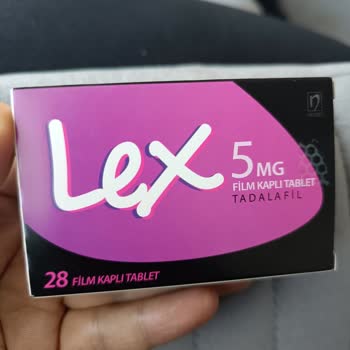 Lex
5 MG
FİLM KAPLI TABLET
TADALAFİL
28 FİLM KAPLI TABLET